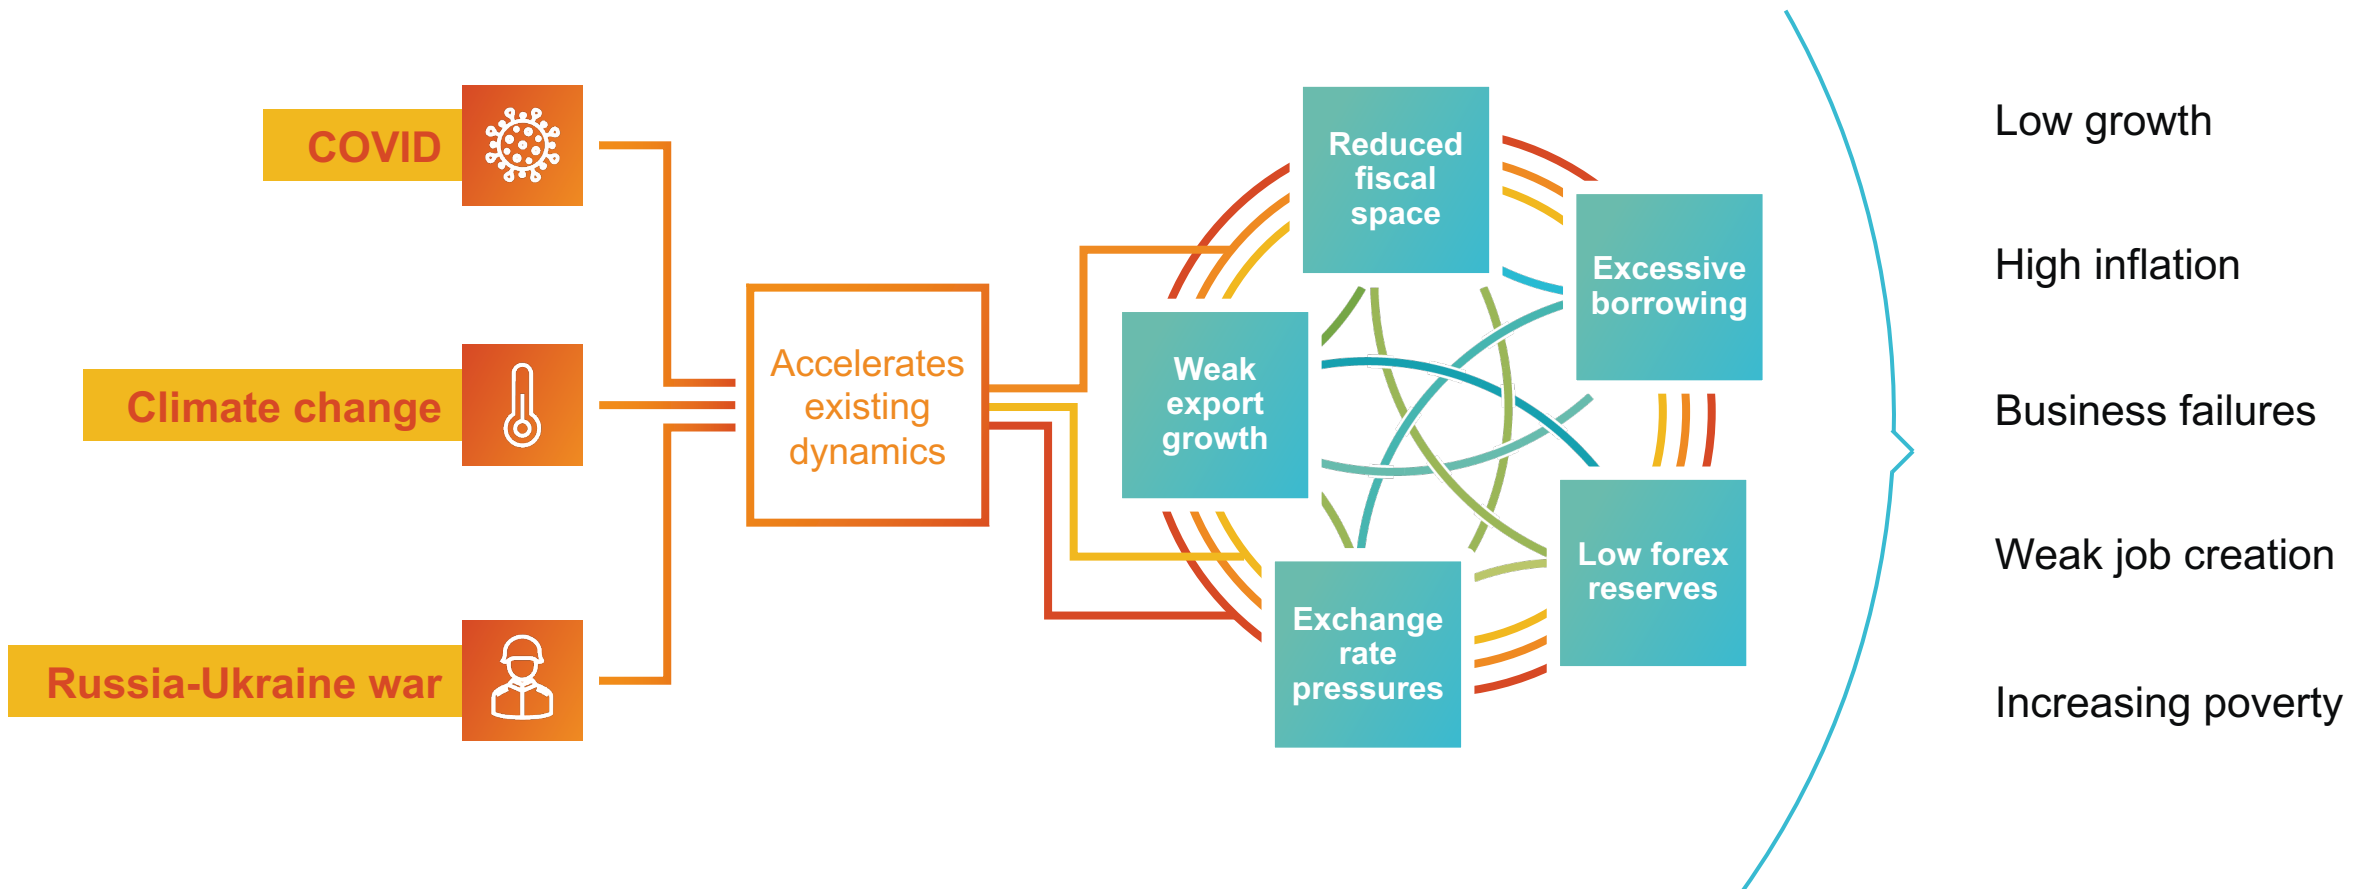 COVID
Climate change
Russia-Ukraine war
Accelerates
existing
dynamics
Reduced
fiscal
space
Excessive
borrowing
Weak
export
growth
Low forex
reserves
Exchange
rate
pressures
Low growth
High inflation
Business failures
Weak job creation
Increasing poverty